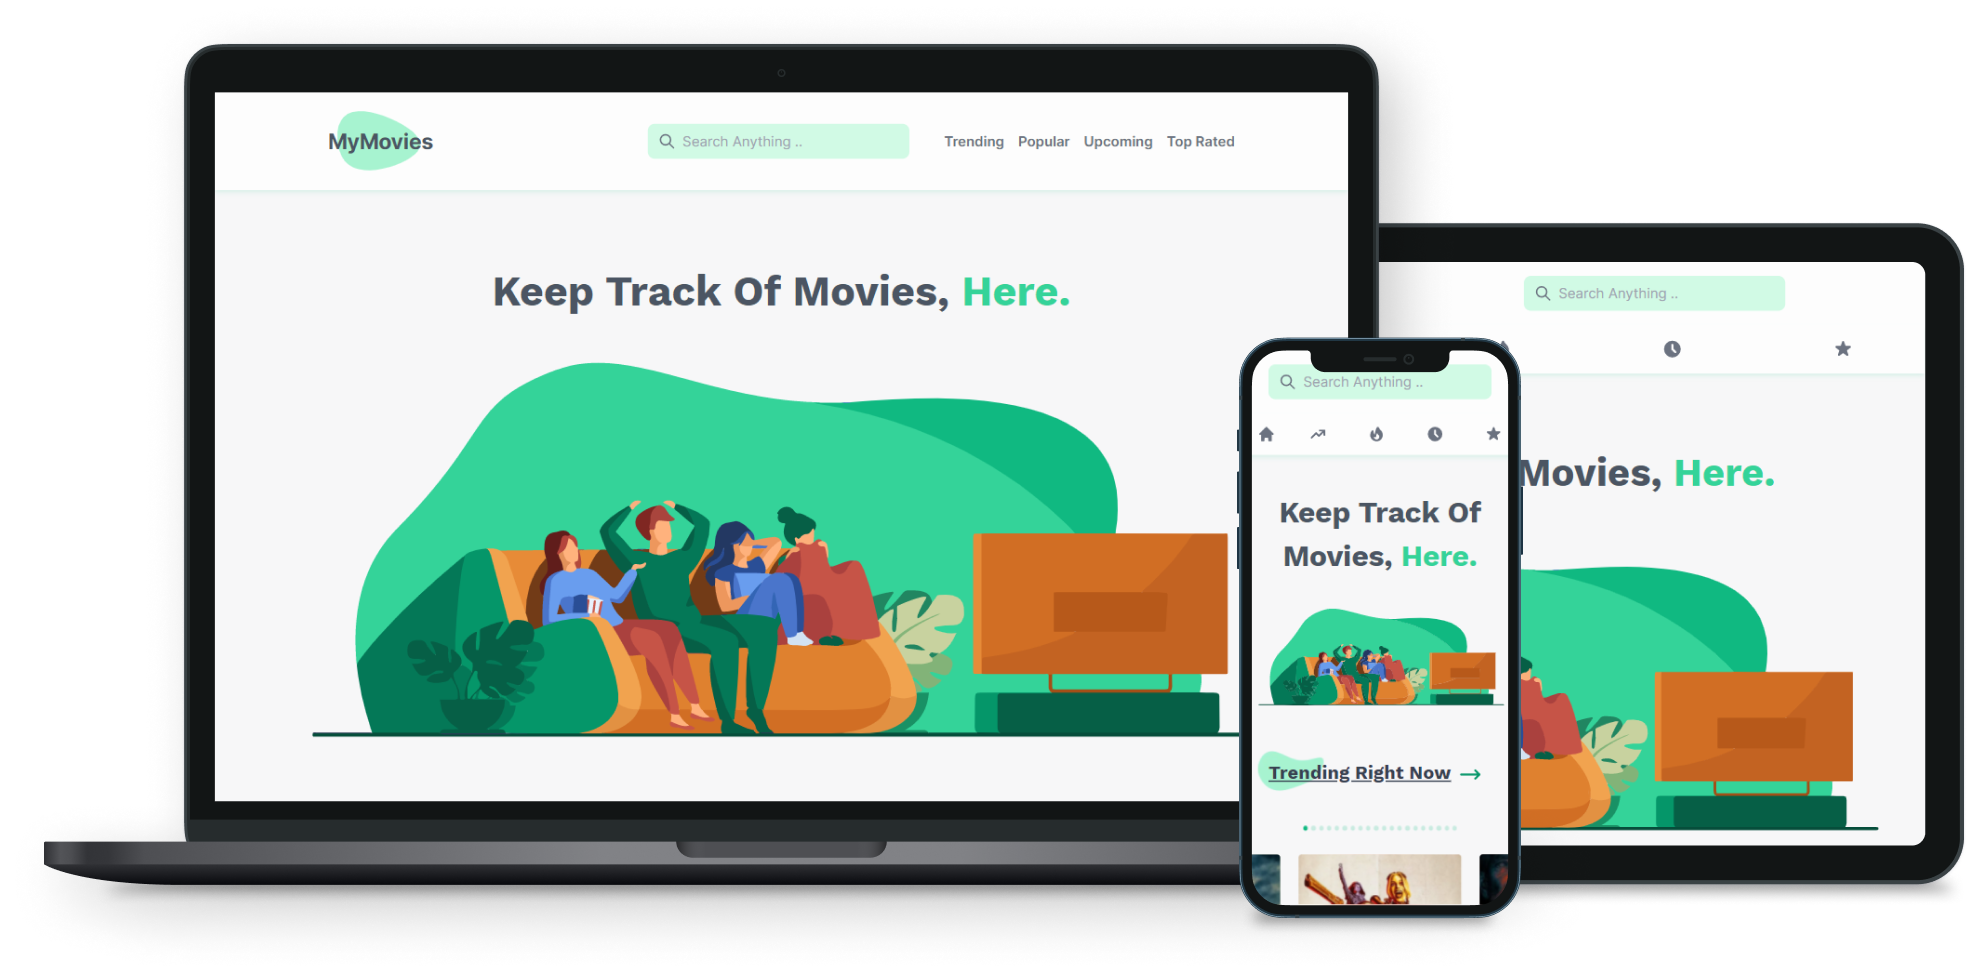 MyMovies
Search Anything ..
Trending Popular Upcoming Top Rated
Keep Track Of Movies, Here.
Search Anything ..
Movies, Here.
Search Anything ..
Keep Track Of
Movies, Here.
Trending Right Now